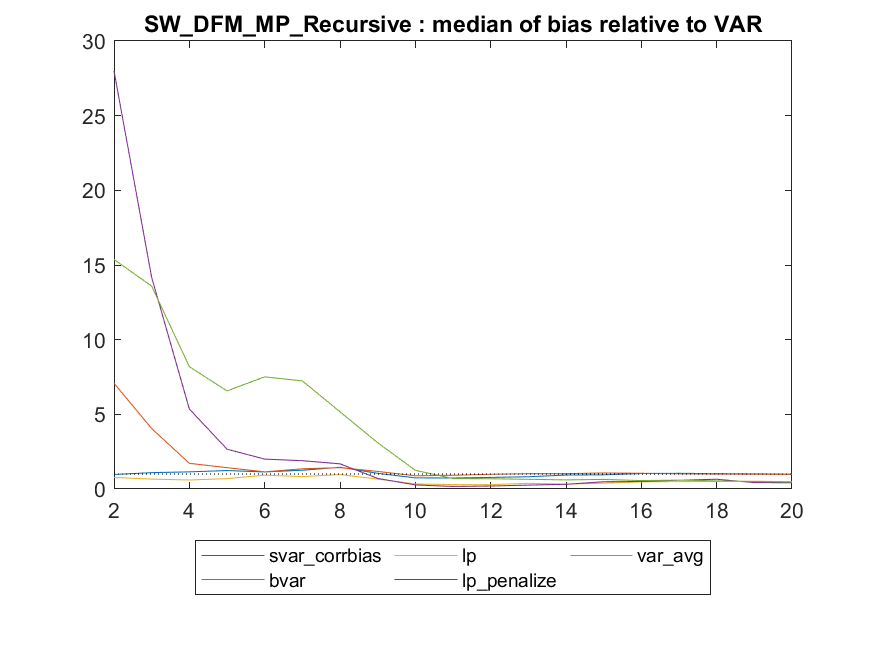 SW_DFM_MP_Recursive : median of bias relative to VAR
30
25
20
15
10
5
0
2 4 6 8 10 12 14 16 18 20
svar_corrbias lp var_avg
bvar lp_penalize